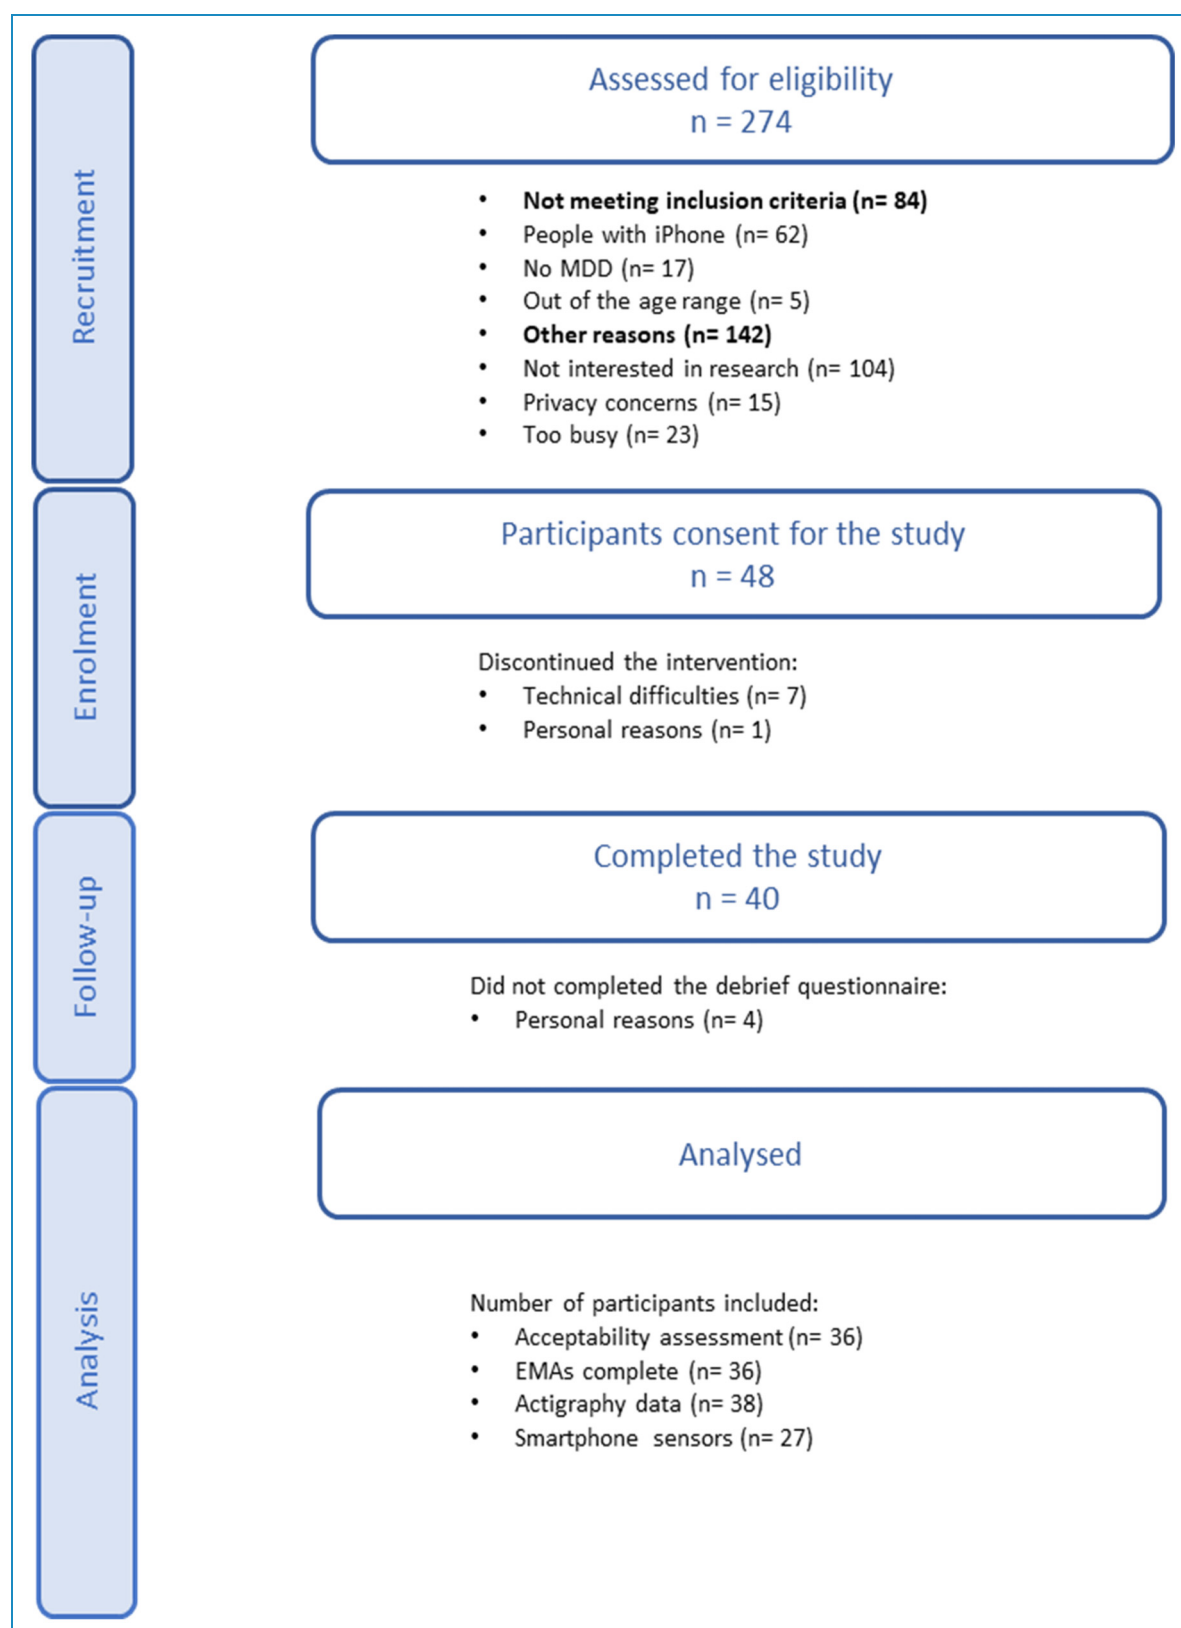 Recruitment
Assessed for eligibility
n = 274
• Not meeting inclusion criteria (n= 84)
• People with iPhone (n= 62)
• No MDD (n= 17)
• Out of the age range (n= 5)
• Other reasons (n= 142)
• Not interested in research (n= 104)
• Privacy concerns (n= 15)
• Too busy (n= 23)
Enrolment
Participants consent for the study
n = 48
Discontinued the intervention:
• Technical difficulties (n= 7)
• Personal reasons (n= 1)
Follow-up
Completed the study
n = 40
Did not completed the debrief questionnaire:
• Personal reasons (n= 4)
Analysis
Analysed
Number of participants included:
• Acceptability assessment (n= 36)
• EMAs complete (n= 36)
• Actigraphy data (n= 38)
• Smartphone sensors (n= 27)